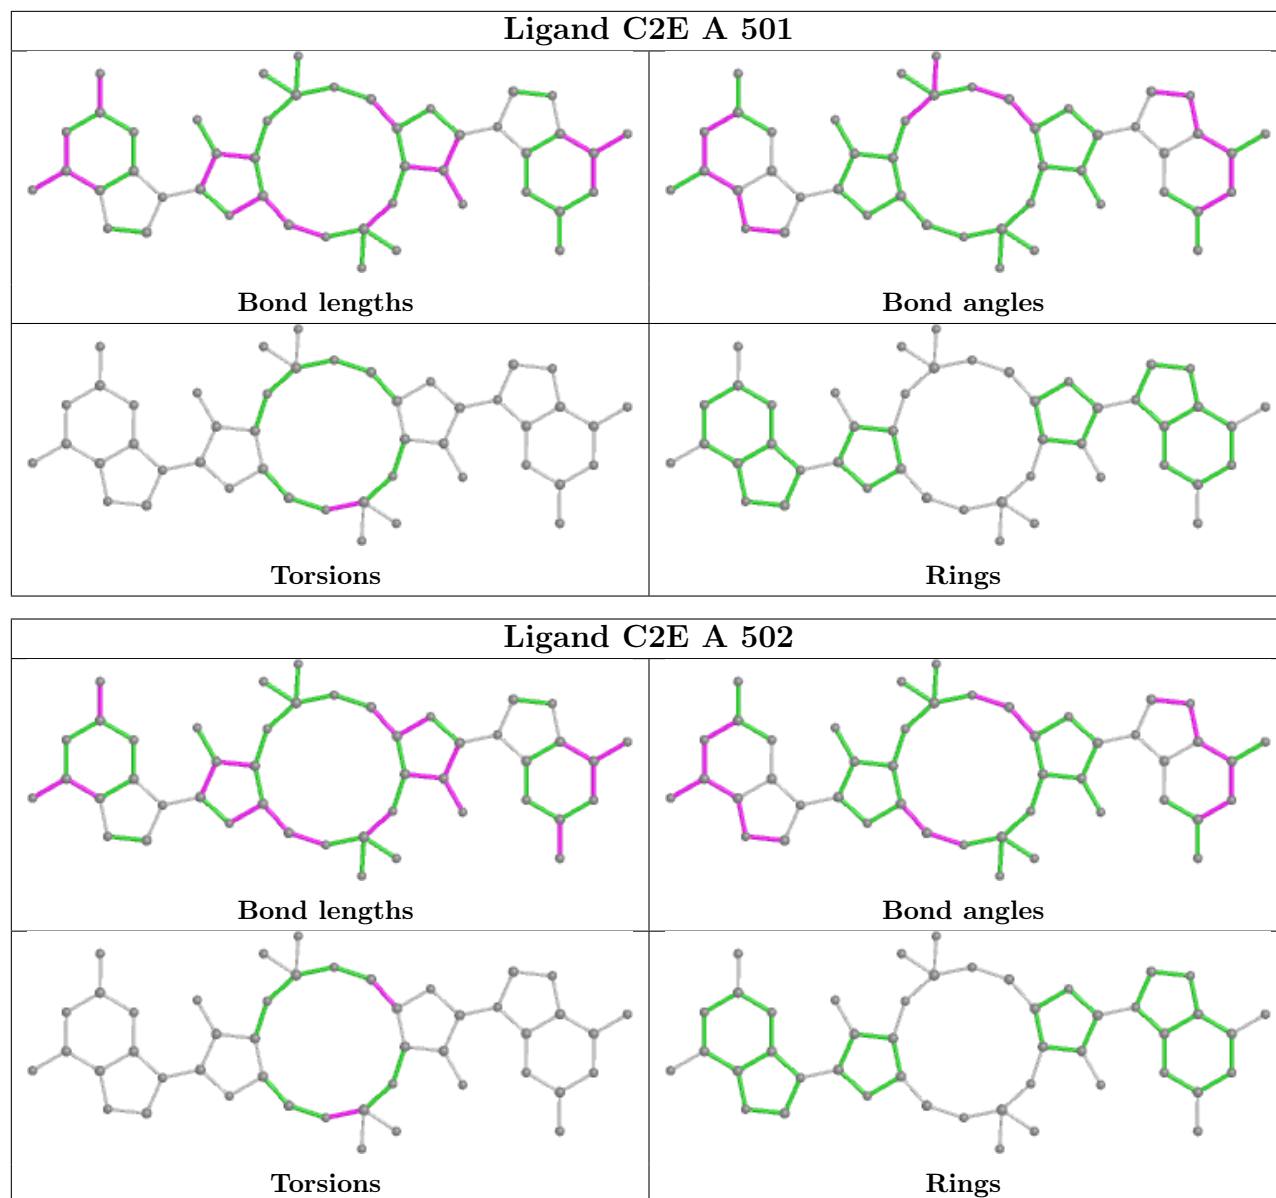 Ligand C2E A 501
Bond lengths
Bond angles
Torsions
Rings
Ligand C2E A 502
Bond lengths
Bond angles
Torsions
Rings